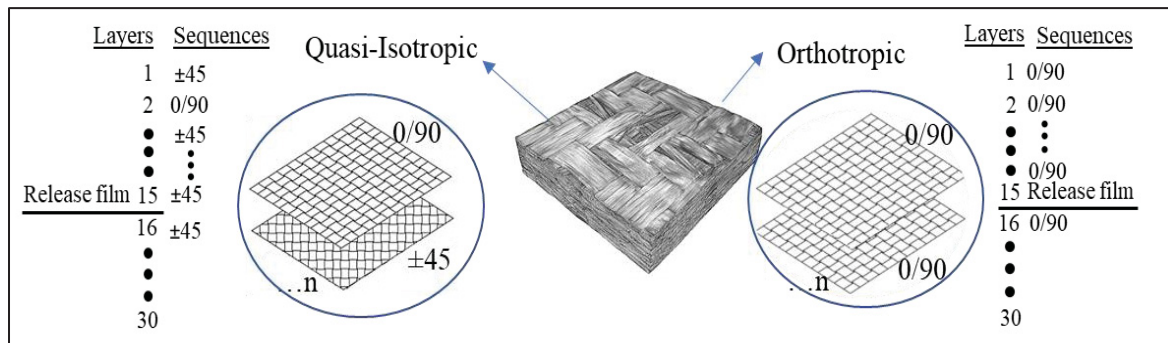 Layers Sequences
1 ±45
2 0/90
±45
Release film 15 ±45
16 ±45
30
Quasi-Isotropic
0/90
±45
...n
Orthotropic
0/90
0/90
...n
Layers Sequences
1 0/90
2 0/90
0/90
15 Release film
16 0/90
30